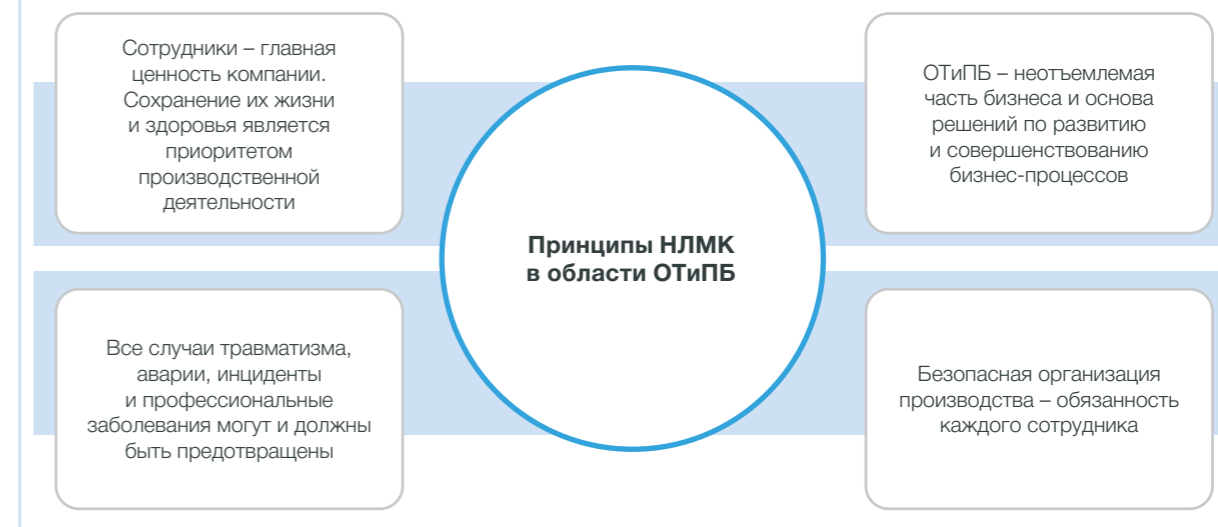 Сотрудники – главная
ценность компании.
Сохранение их жизни
и здоровья является
приоритетом
производственной
деятельности
ОТиПБ – неотъемлемая
часть бизнеса и основа
решений по развитию
и совершенствованию
бизнес-процессов
Принципы НЛМК
в области ОТиПБ
Все случаи травматизма,
аварии, инциденты
и профессиональные
заболевания могут и должны
быть предотвращены
Безопасная организация
производства – обязанность
каждого сотрудника